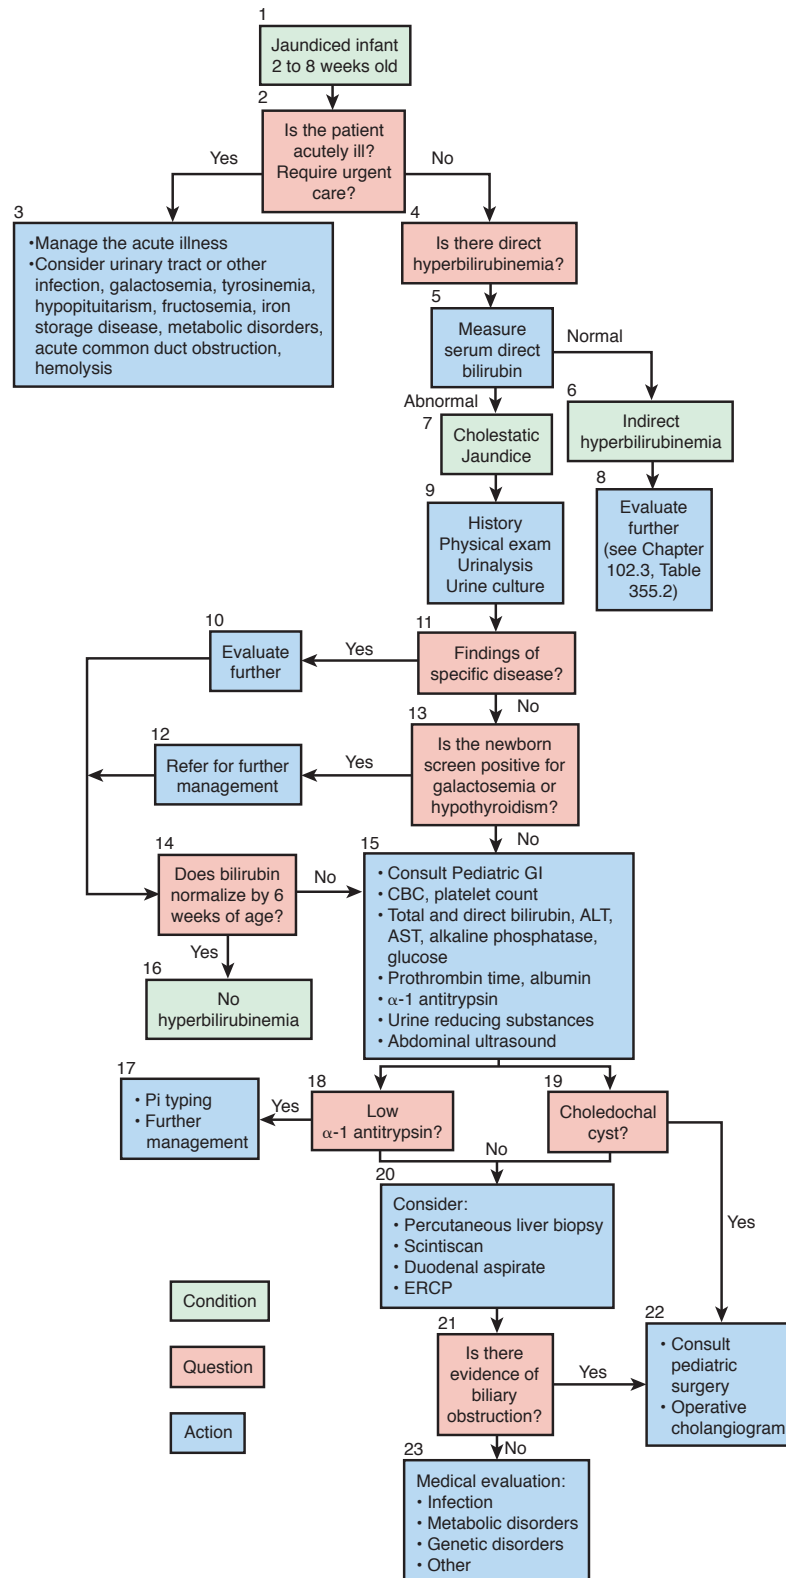 1
Jaundiced infant
2 to 8 weeks old
2
Is the patient
acutely ill?
Require urgent
care?
Yes
No
3
•Manage the acute illness
•Consider urinary tract or other
infection, galactosemia, tyrosinemia,
hypopituitarism, fructosemia, iron
storage disease, metabolic disorders,
acute common duct obstruction,
hemolysis
4
Is there direct
hyperbilirubinemia?
5
Measure
serum direct
bilirubin
Normal
Abnormal
6
Indirect
hyperbilirubinemia
7
Cholestatic
Jaundice
8
Evaluate
further
(see Chapter
102.3, Table
355.2)
9
History
Physical exam
Urinalysis
Urine culture
10
Evaluate
further
Yes
11
Findings of
specific disease?
No
12
Refer for further
management
Yes
13
Is the newborn
screen positive for
galactosemia or
hypothyroidism?
No
14
Does bilirubin
normalize by 6
weeks of age?
No
Yes
15
• Consult Pediatric GI
• CBC, platelet count
• Total and direct bilirubin, ALT,
AST, alkaline phosphatase,
glucose
• Prothrombin time, albumin
• α-1 antitrypsin
• Urine reducing substances
• Abdominal ultrasound
16
No
hyperbilirubinemia
17
• Pi typing
• Further
management
Yes
18
Low
α-1 antitrypsin?
19
Choledochal
cyst?
No
Yes
20
Consider:
• Percutaneous liver biopsy
• Scintiscan
• Duodenal aspirate
• ERCP
21
Is there
evidence of
biliary
obstruction?
Yes
No
22
• Consult
pediatric
surgery
• Operative
cholangiogram
23
Medical evaluation:
• Infection
• Metabolic disorders
• Genetic disorders
• Other
Condition
Question
Action